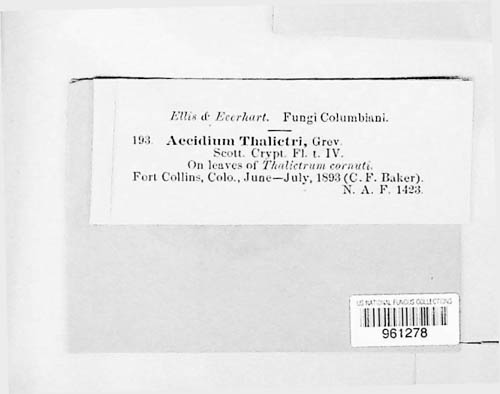 Ellis & Everhart. Fungi Columbiani.
193. Aecidium Thalictri, Grev.
Scott. Crypt. Fl. t. IV.
On leaves of Thalictrum cornuti.
Fort Collins, Colo., June—July, 1893 (C. F. Baker).
N. A. F. 1423.
US NATIONAL FUNGUS COLLECTIONS
961278